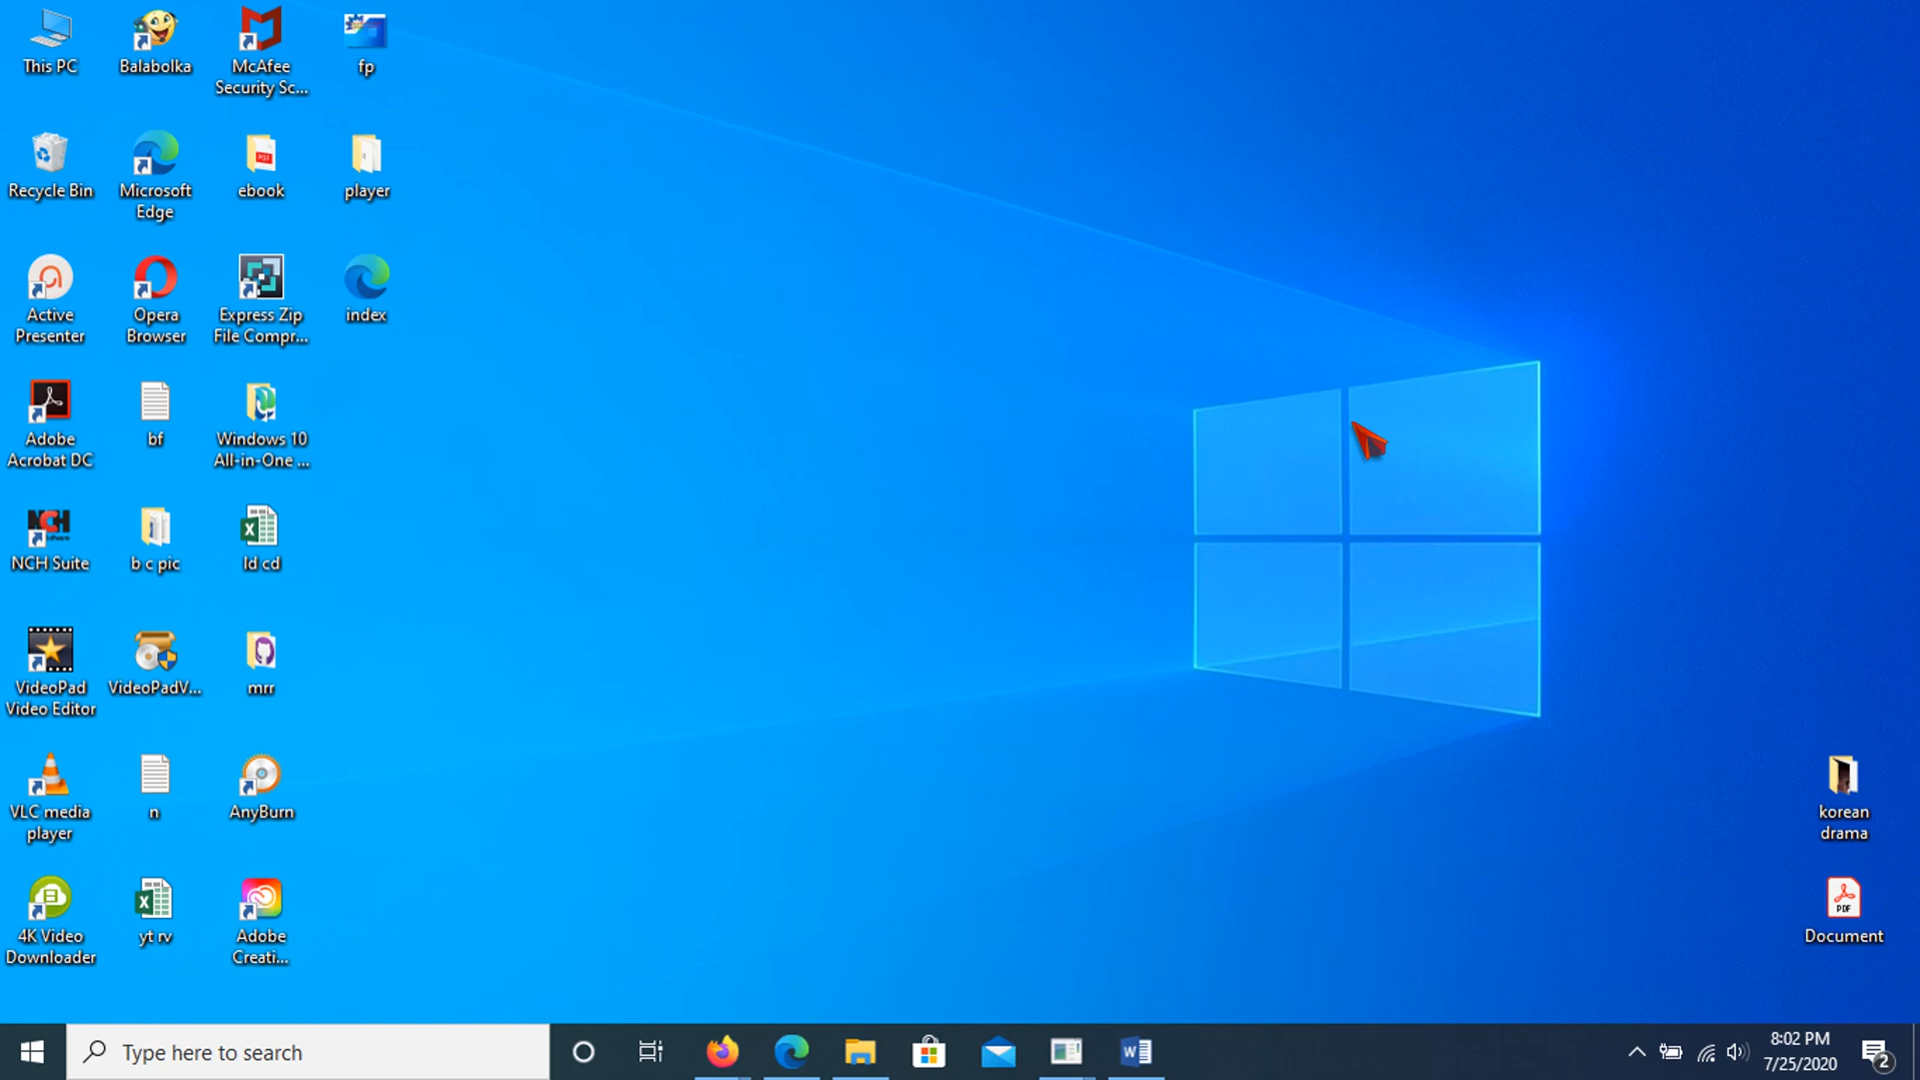 This PC
Balabolka
McAfee
Security Sc...
fp
Recycle Bin
Microsoft
Edge
PDF
ebook
player
Active
Presenter
Opera
Browser
Express Zip
File Compr...
index
Adobe
Acrobat DC
bf
Windows 10
All-in-One ...
NCH
NCH Suite
b c pic
ld cd
VideoPad
Video Editor
VideoPadV...
mrr
VLC media
player
n
AnyBurn
korean
drama
4K Video
Downloader
yt rv
Adobe
Creati...
PDF
Document
Type here to search
8:02 PM
7/25/2020
2